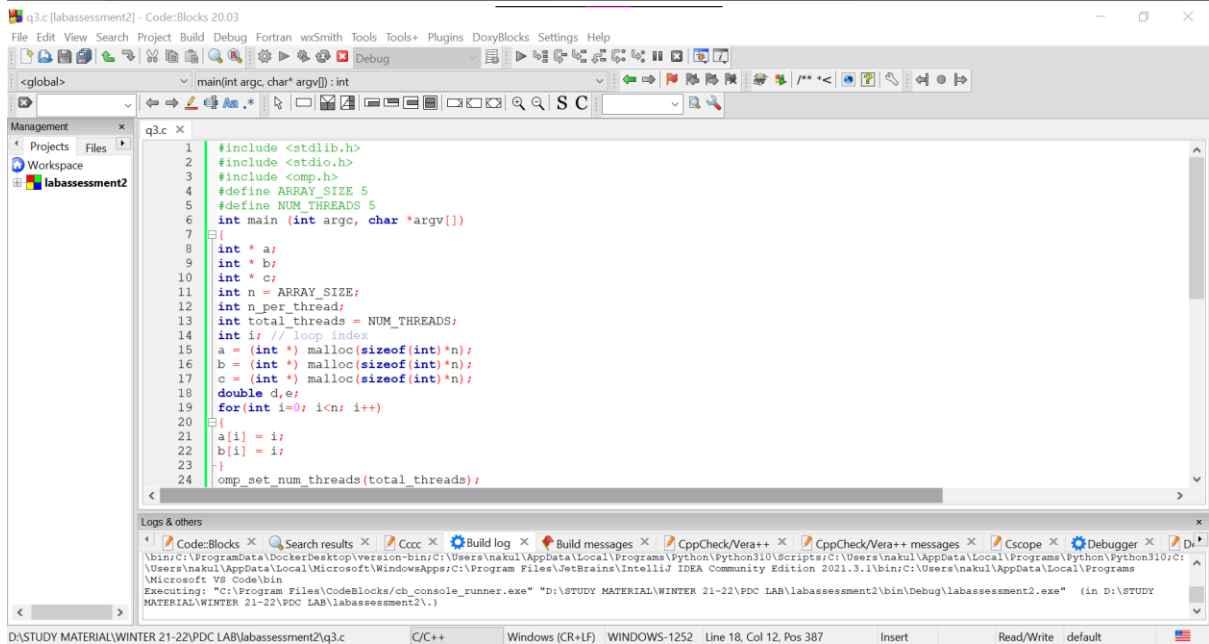 q3.c [labassessment2] - Code::Blocks 20.03
File Edit View Search Project Build Debug Fortran wxSmith Tools Tools+ Plugins DoxyBlocks Settings Help
Debug
<global> main(int argc, char* argv[]) : int
/** *<
Aa .* S C
Management
Projects Files
Workspace
labassessment2
q3.c
1 #include <stdlib.h>
2 #include <stdio.h>
3 #include <omp.h>
4 #define ARRAY_SIZE 5
5 #define NUM_THREADS 5
6 int main (int argc, char *argv[])
7 {
8 int * a;
9 int * b;
10 int * c;
11 int n = ARRAY_SIZE;
12 int n_per_thread;
13 int total_threads = NUM_THREADS;
14 int i; // loop index
15 a = (int *) malloc(sizeof(int)*n);
16 b = (int *) malloc(sizeof(int)*n);
17 c = (int *) malloc(sizeof(int)*n);
18 double d,e;
19 for(int i=0; i<n; i++)
20 {
21 a[i] = i;
22 b[i] = i;
23 }
24 omp_set_num_threads(total_threads);
Logs & others
Code::Blocks Search results Cccc Build log Build messages CppCheck/Vera++ CppCheck/Vera++ messages Cscope Debugger D
\bin;C:\ProgramData\DockerDesktop\version-bin;C:\Users\nakul\AppData\Local\Programs\Python\Python310\Scripts;C:\Users\nakul\AppData\Local\Programs\Python\Python310;C:
\Users\nakul\AppData\Local\Microsoft\WindowsApps;C:\Program Files\JetBrains\IntelliJ IDEA Community Edition 2021.3.1\bin;C:\Users\nakul\AppData\Local\Programs
\Microsoft VS Code\bin
Executing: "C:\Program Files\CodeBlocks/cb_console_runner.exe" "D:\STUDY MATERIAL\WINTER 21-22\PDC LAB\labassessment2\bin\Debug\labassessment2.exe" (in D:\STUDY
MATERIAL\WINTER 21-22\PDC LAB\labassessment2\.)
D:\STUDY MATERIAL\WINTER 21-22\PDC LAB\labassessment2\q3.c C/C++ Windows (CR+LF) WINDOWS-1252 Line 18, Col 12, Pos 387 Insert Read/Write default